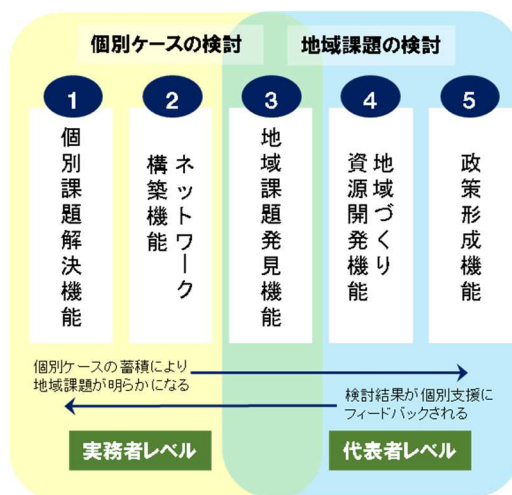 個別ケースの検討
地域課題の検討
1
個別課題解決機能
2
ネットワーク
構築機能
3
地域課題発見機能
4
地域づくり
資源開発機能
5
政策形成機能
個別ケースの蓄積により
地域課題が明らかになる
検討結果が個別支援に
フィードバックされる
実務者レベル
代表者レベル